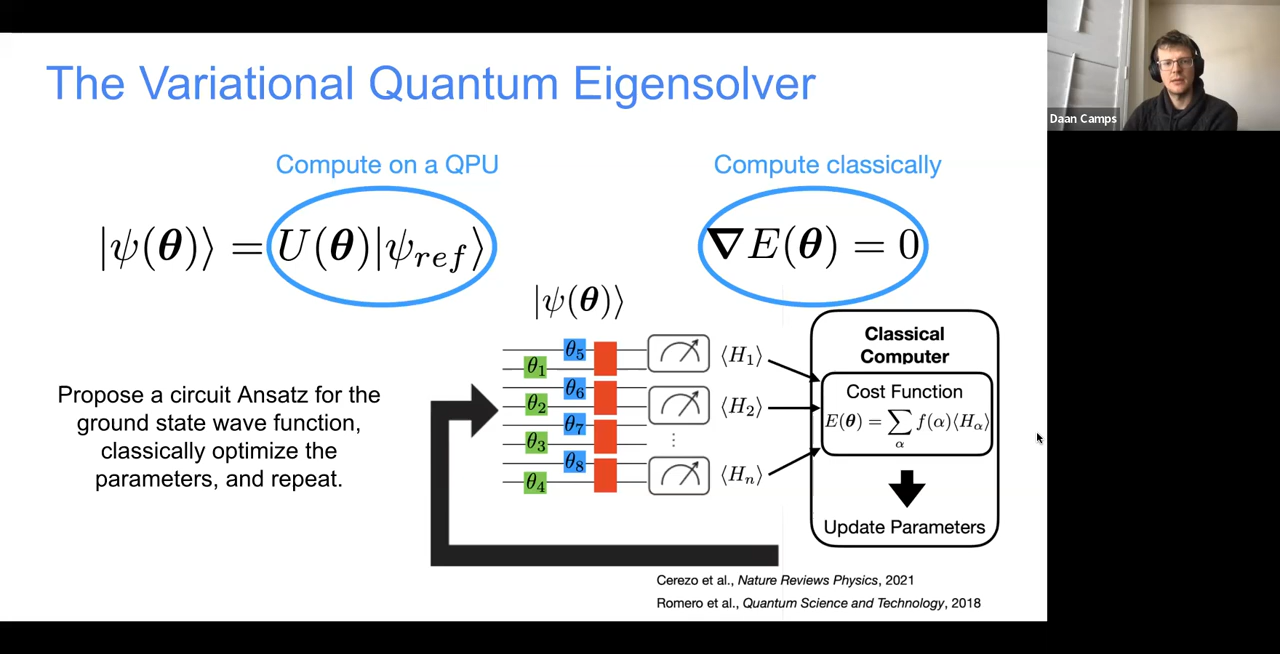 The Variational Quantum Eigensolver
Daan Camps
Compute on a QPU
Compute classically
|ψ(θ)⟩ = U(θ)|ψ_ref⟩
∇E(θ) = 0
|ψ(θ)⟩
Propose a circuit Ansatz for the
ground state wave function,
classically optimize the
parameters, and repeat.
θ5
θ1
θ6
θ2
θ7
θ3
θ8
θ4
⟨H1⟩
⟨H2⟩
⋮
⟨Hn⟩
Classical
Computer
Cost Function
E(θ) = ∑_α f(α)⟨H_α⟩
Update Parameters
Cerezo et al., Nature Reviews Physics, 2021
Romero et al., Quantum Science and Technology, 2018